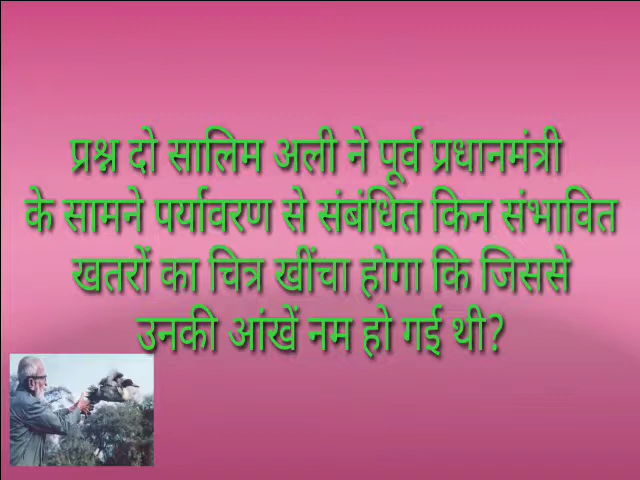 प्रश्न दो सालिम अली ने पूर्व प्रधानमंत्री
के सामने पर्यावरण से संबंधित किन संभावित
खतरों का चित्र खींचा होगा कि जिससे
उनकी आंखें नम हो गई थी?